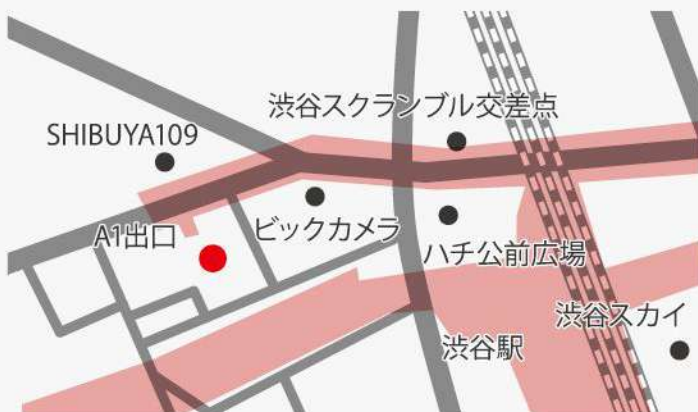 渋谷スクランブル交差点
SHIBUYA109
A1出口
ビックカメラ
ハチ公前広場
渋谷スカイ
渋谷駅